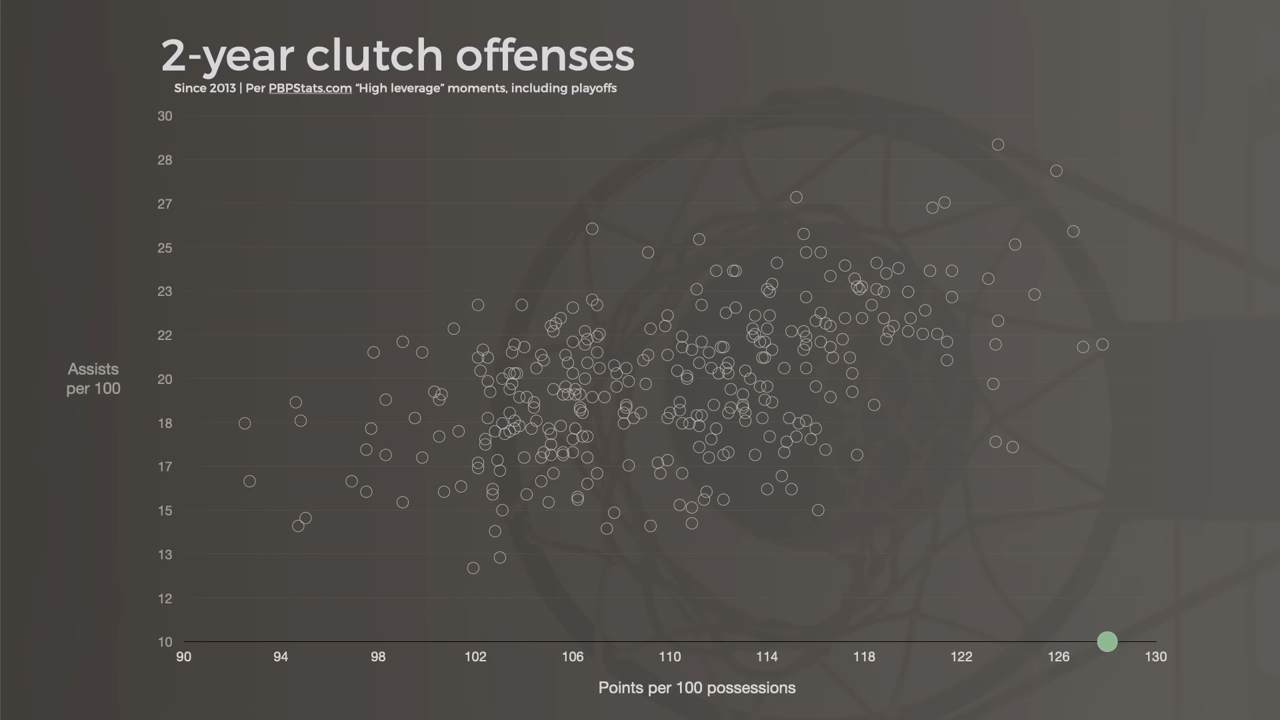 2-year clutch offenses
Since 2013 | Per PBPStats.com “High leverage” moments, including playoffs
30
28
27
25
23
22
20
18
17
15
13
12
10
Assists
per 100
90 94 98 102 106 110 114 118 122 126 130
Points per 100 possessions